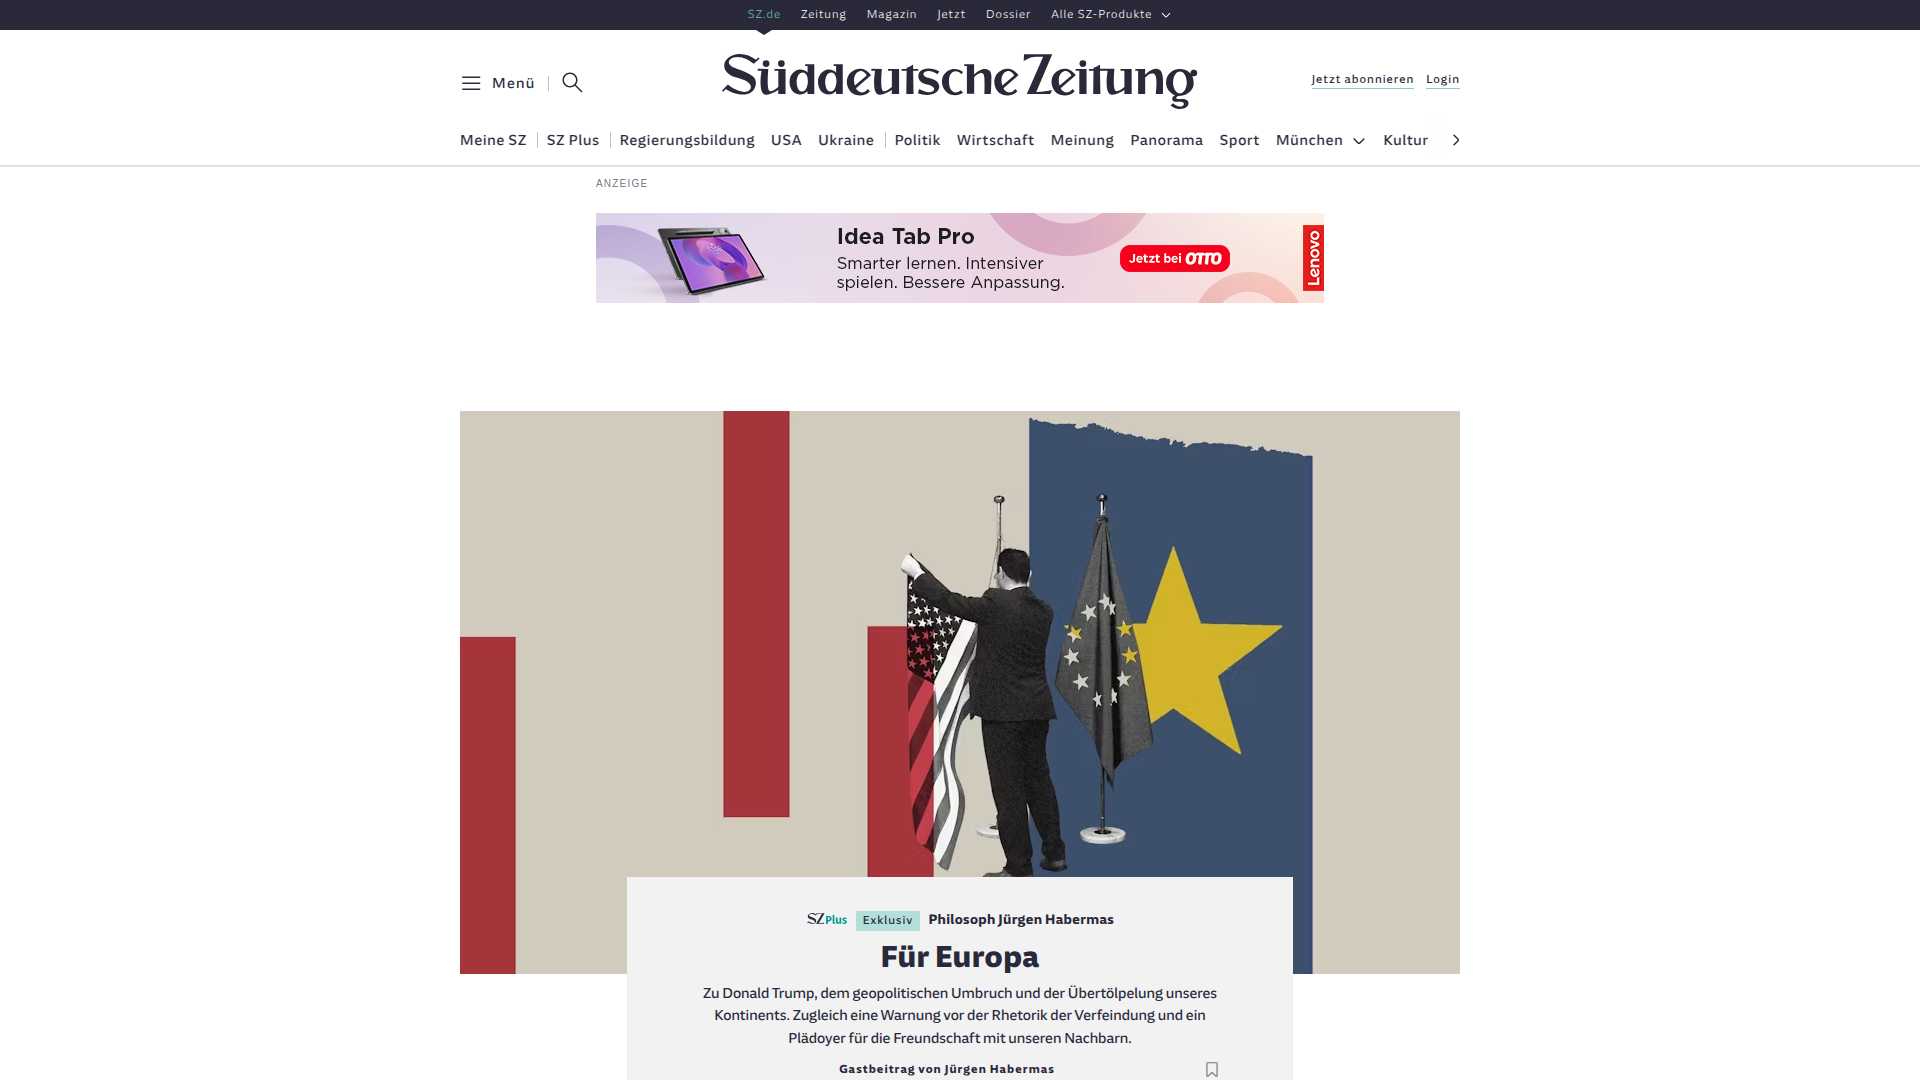 SZ.de Zeitung Magazin Jetzt Dossier Alle SZ-Produkte
Menü
Süddeutsche Zeitung
Jetzt abonnieren Login
Meine SZ SZ Plus Regierungsbildung USA Ukraine Politik Wirtschaft Meinung Panorama Sport München Kultur
ANZEIGE
Idea Tab Pro
Smarter lernen. Intensiver
spielen. Bessere Anpassung.
Jetzt bei OTTO
Lenovo
SZ Plus Exklusiv Philosoph Jürgen Habermas
Für Europa
Zu Donald Trump, dem geopolitischen Umbruch und der Übertölpelung unseres
Kontinents. Zugleich eine Warnung vor der Rhetorik der Verfeindung und ein
Plädoyer für die Freundschaft mit unseren Nachbarn.
Gastbeitrag von Jürgen Habermas